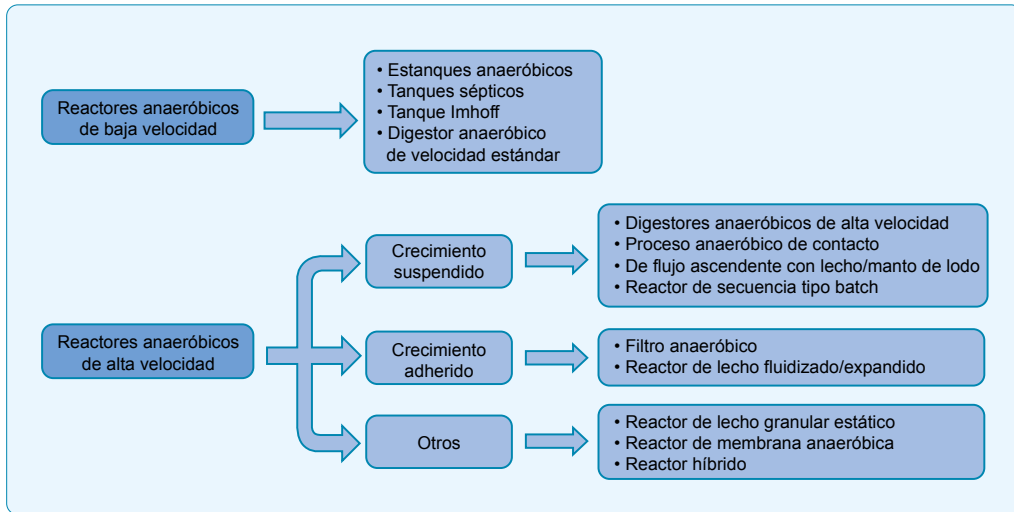 Reactores anaeróbicos
de baja velocidad
• Estanques anaeróbicos
• Tanques sépticos
• Tanque Imhoff
• Digestor anaeróbico
de velocidad estándar
Reactores anaeróbicos
de alta velocidad
Crecimiento
suspendido
• Digestores anaeróbicos de alta velocidad
• Proceso anaeróbico de contacto
• De flujo ascendente con lecho/manto de lodo
• Reactor de secuencia tipo batch
Crecimiento
adherido
• Filtro anaeróbico
• Reactor de lecho fluidizado/expandido
Otros
• Reactor de lecho granular estático
• Reactor de membrana anaeróbica
• Reactor híbrido